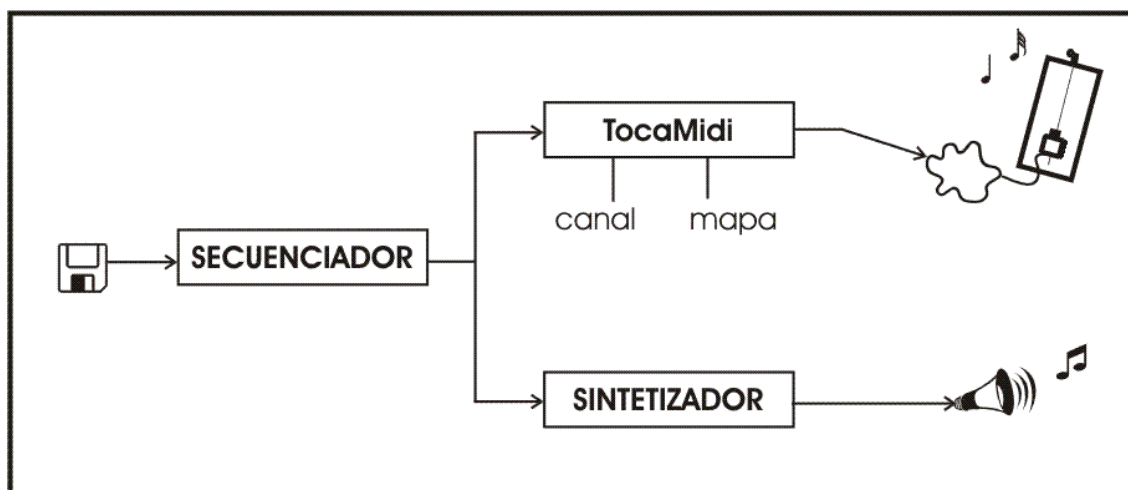 TocaMidi
canal
mapa
SECUENCIADOR
SINTETIZADOR